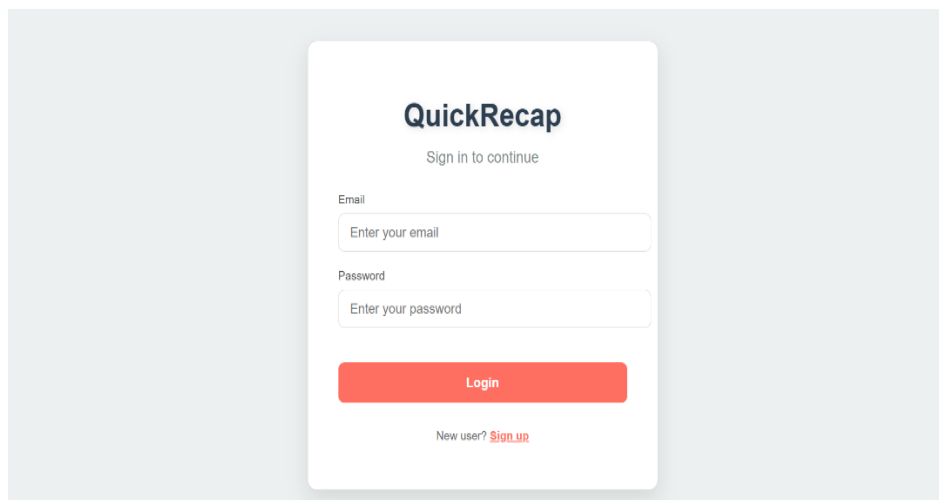 QuickRecap
Sign in to continue
Email
Enter your email
Password
Enter your password
Login
New user? Sign up